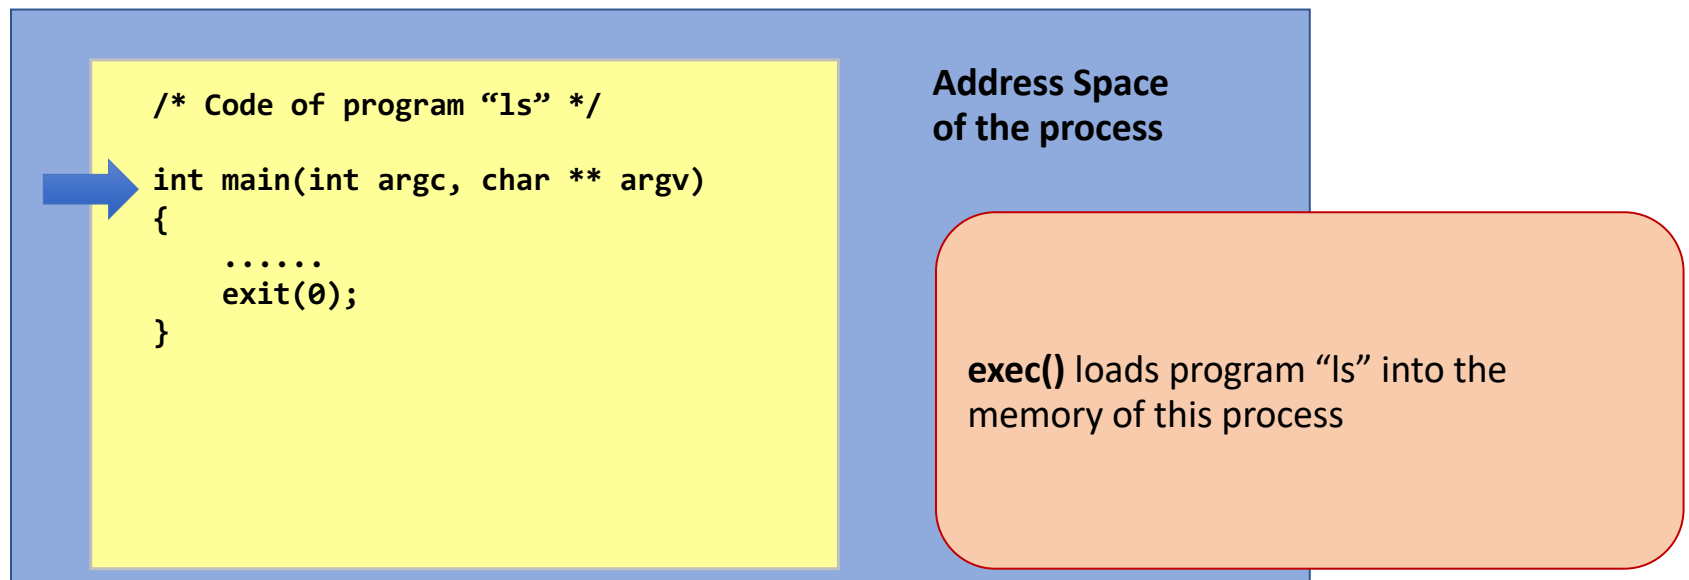 /* Code of program “ls” */
int main(int argc, char ** argv)
{
......
exit(0);
}
Address Space
of the process
exec() loads program “ls” into the
memory of this process